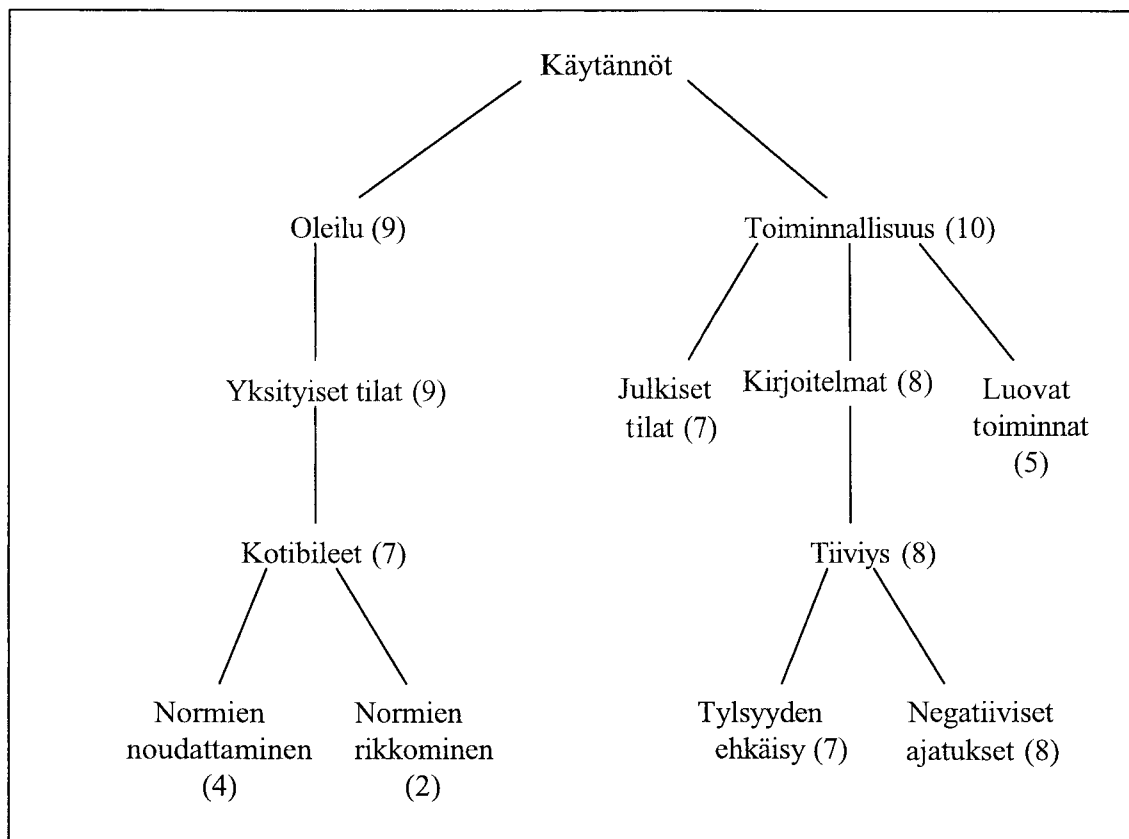 Käytännöt
Oleilu (9)
Toiminnallisuus (10)
Yksityiset tilat (9)
Julkiset
tilat (7)
Kirjoitelmat (8)
Luovat
toiminnat
(5)
Kotibileet (7)
Tiiviys (8)
Normien
noudattaminen
(4)
Normien
rikkominen
(2)
Tylsyyden
ehkäisy (7)
Negatiiviset
ajatukset (8)